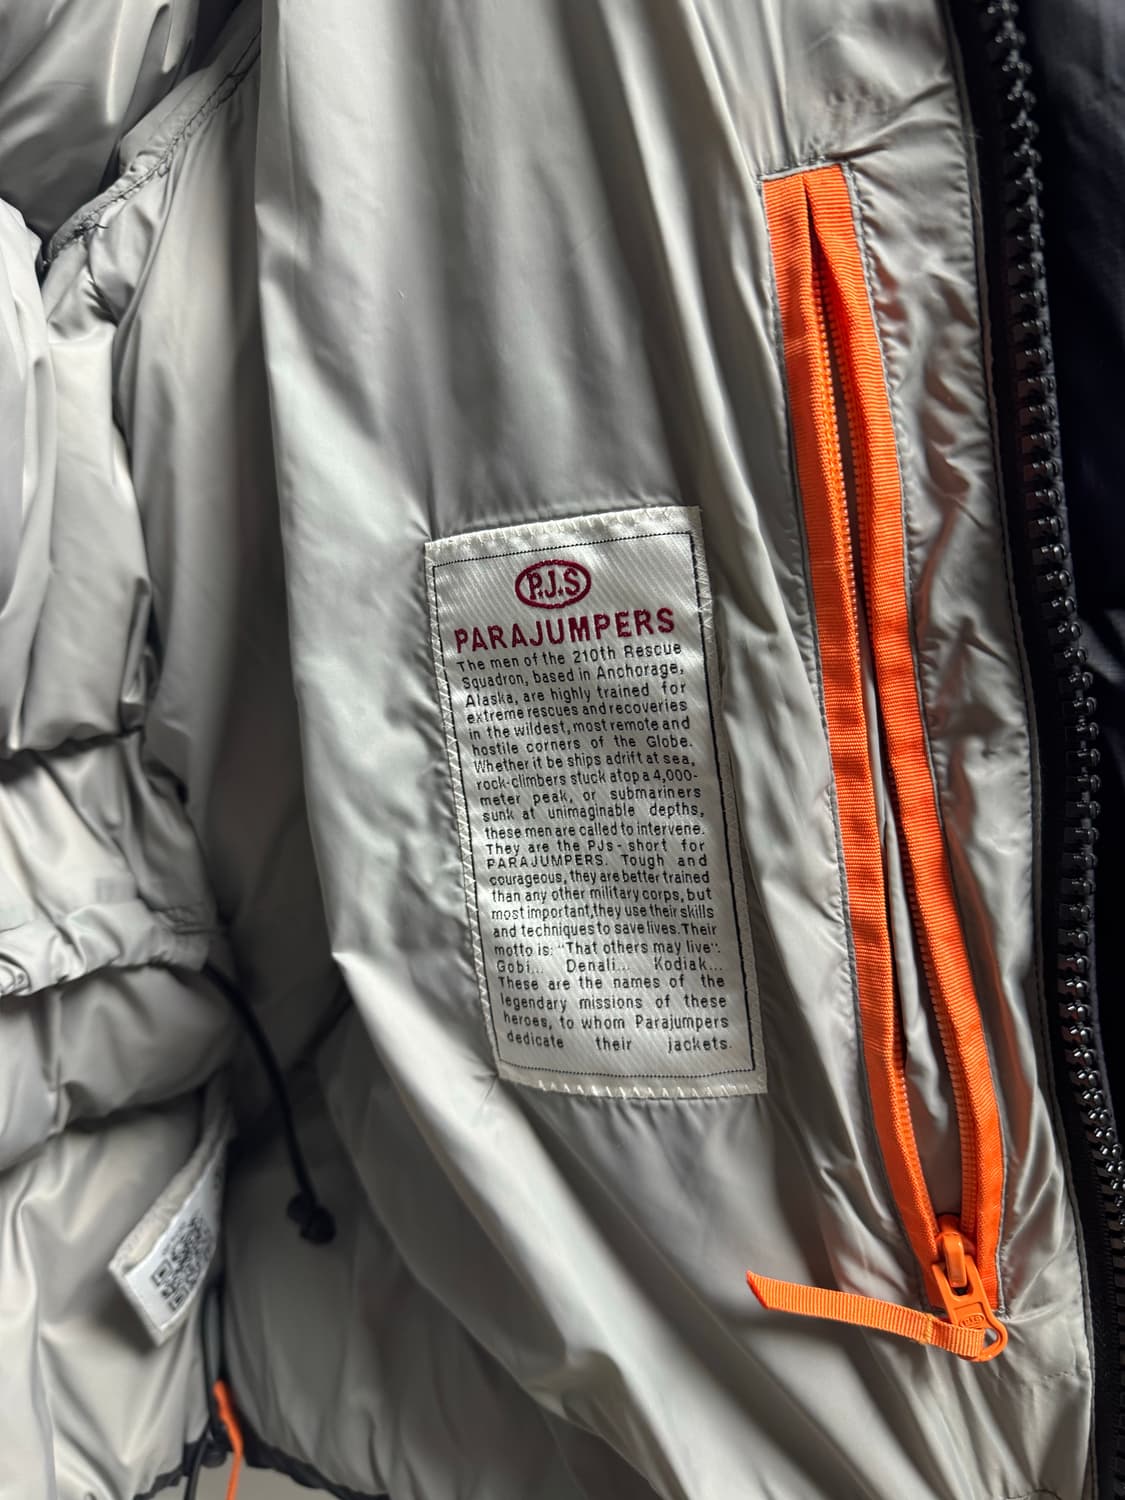 P.J.S
PARAJUMPERS
The men of the 210th Rescue
Squadron, based in Anchorage,
Alaska, are highly trained for
extreme rescues and recoveries
in the wildest, most remote and
hostile corners of the Globe.
Whether it be ships adrift at sea,
rock-climbers stuck atop a 4,000-
meter peak, or submariners
sunk at unimaginable depths,
these men are called to intervene.
They are the PJs - short for
PARAJUMPERS. Tough and
courageous, they are better trained
than any other military corps, but
most important, they use their skills
and techniques to save lives. Their
motto is: "That others may live".
Gobi... Denali... Kodiak...
These are the names of the
legendary missions of these
heroes, to whom Parajumpers
dedicate their jackets.